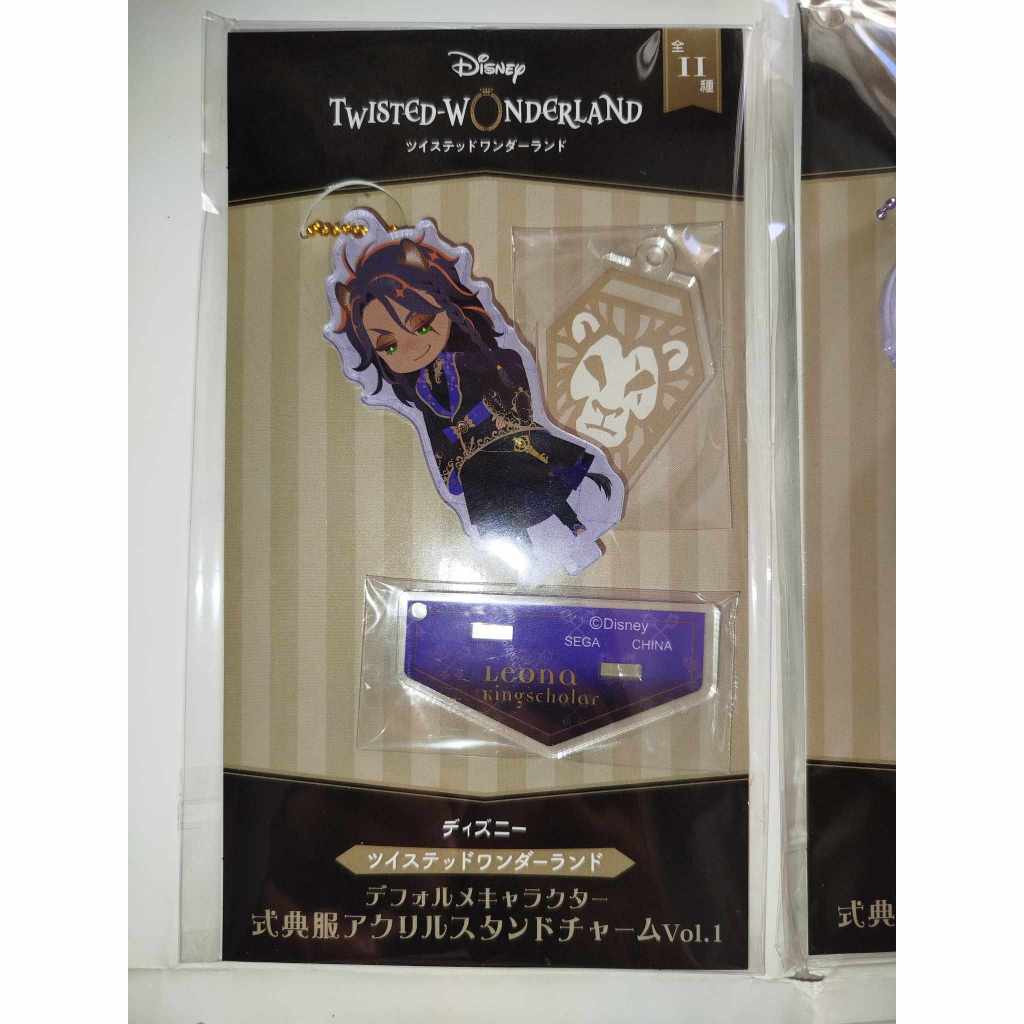 Disney
TWISTED-WONDERLAND
ツイステッドワンダーランド
全
11
種
©Disney
SEGA CHINA
Leona
Kingscholar
ディズニー
ツイステッドワンダーランド
デフォルメキャラクター
式典服アクリルスタンドチャームVol.1
式典